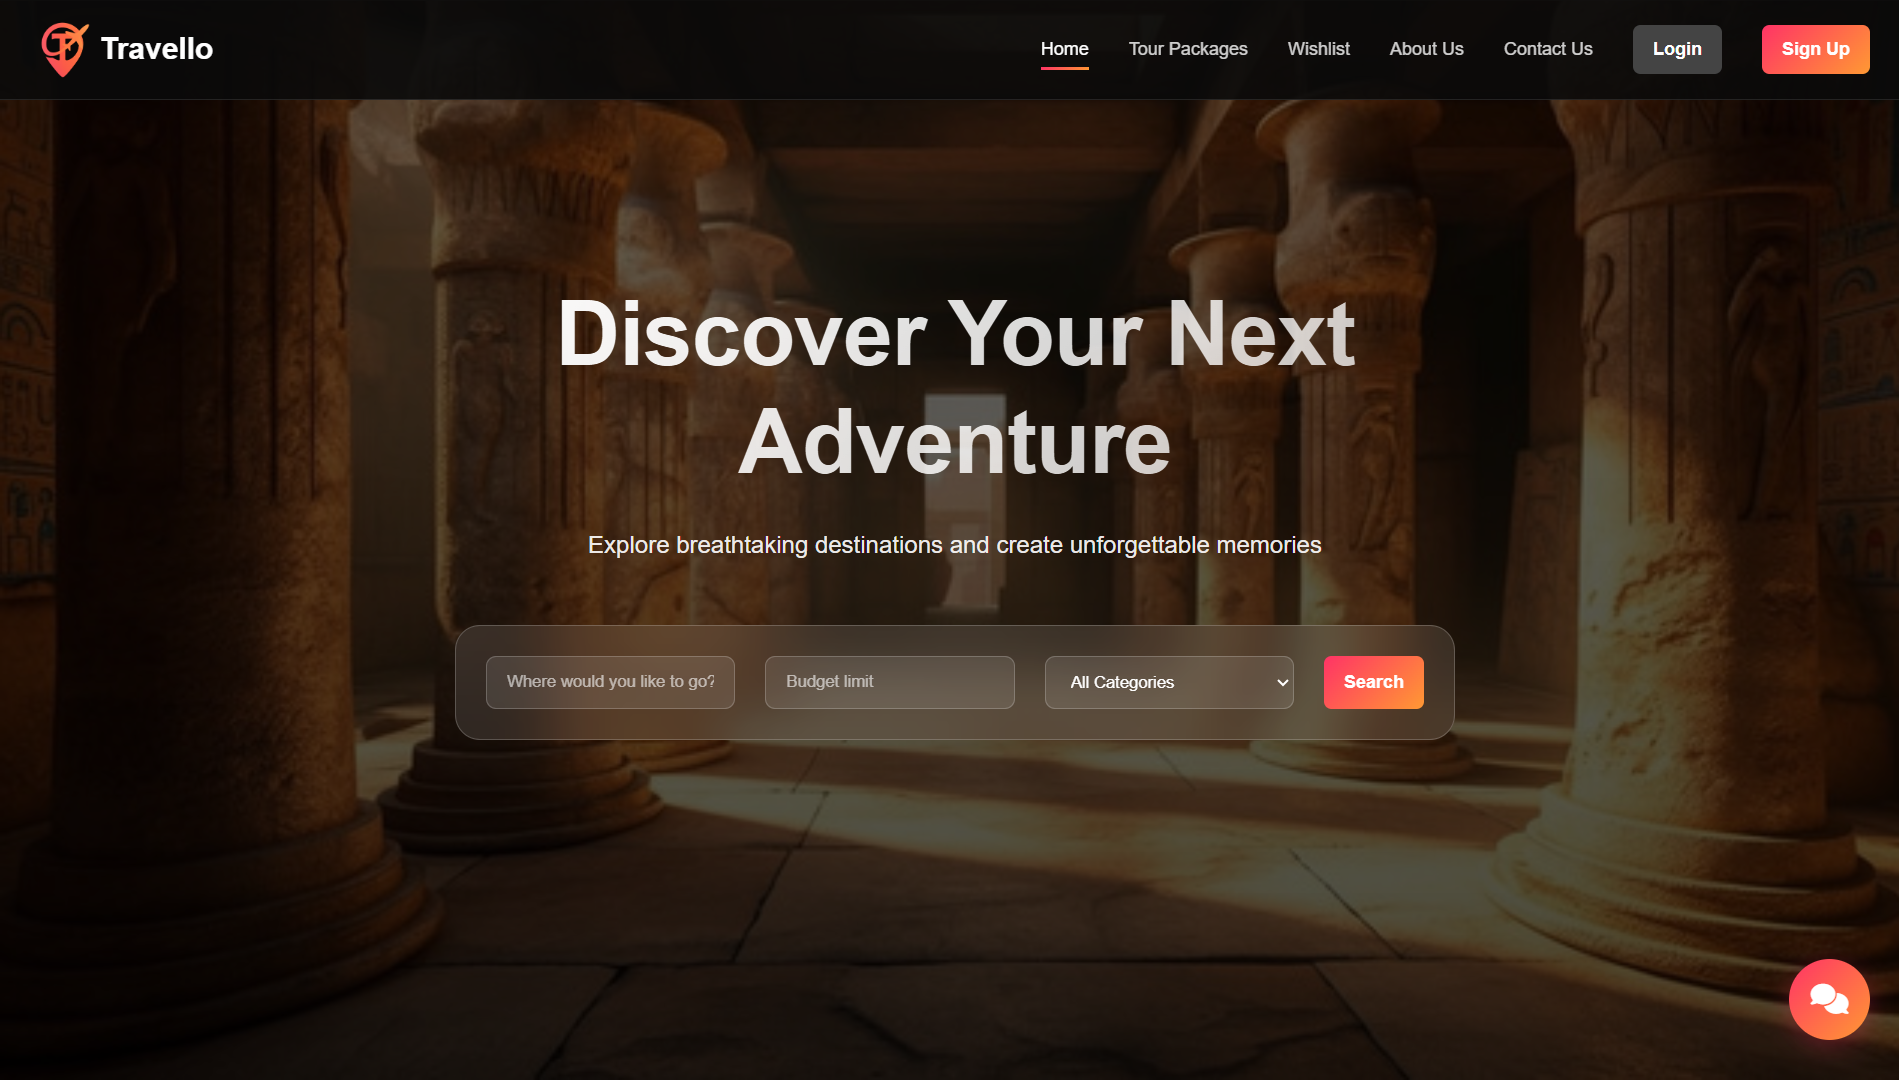 Travello
Home
Tour Packages
Wishlist
About Us
Contact Us
Login
Sign Up
Discover Your Next
Adventure
Explore breathtaking destinations and create unforgettable memories
Where would you like to go?
Budget limit
All Categories
Search